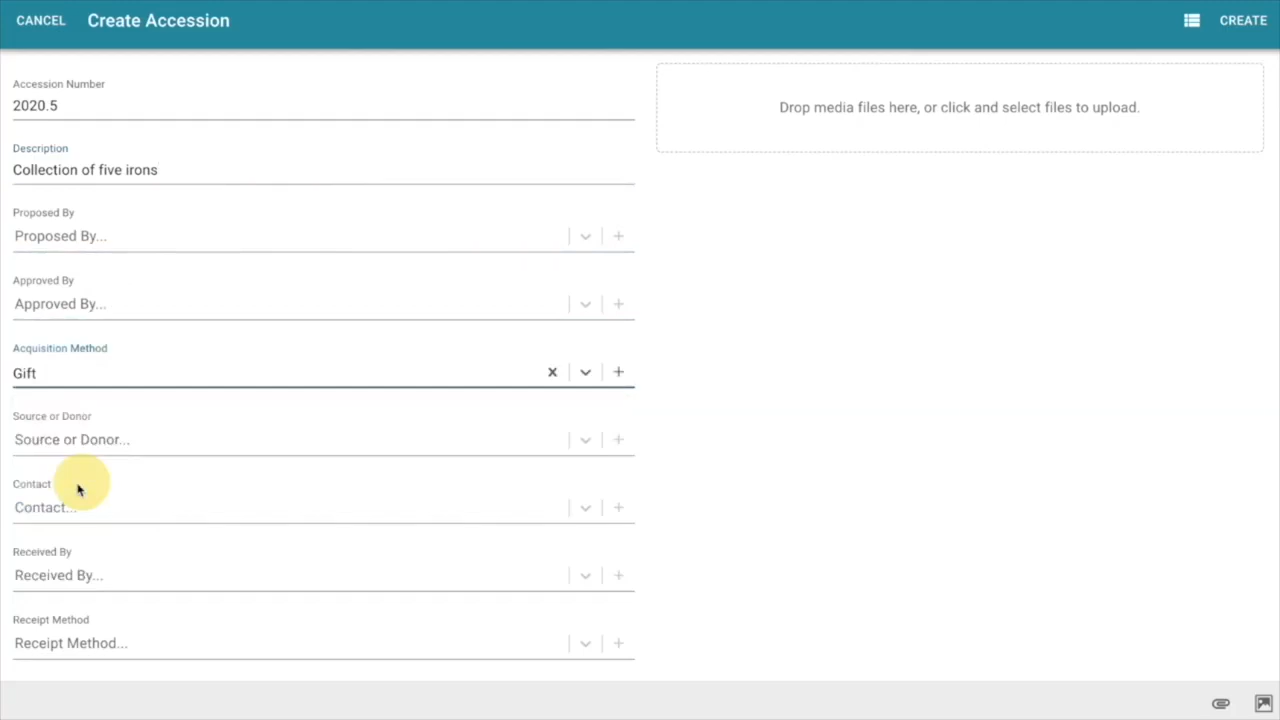 CANCEL Create Accession CREATE
Accession Number
2020.5
Drop media files here, or click and select files to upload.
Description
Collection of five irons
Proposed By
Proposed By...
Approved By
Approved By...
Acquisition Method
Gift
Source or Donor
Source or Donor...
Contact
Contact...
Received By
Received By...
Receipt Method
Receipt Method...